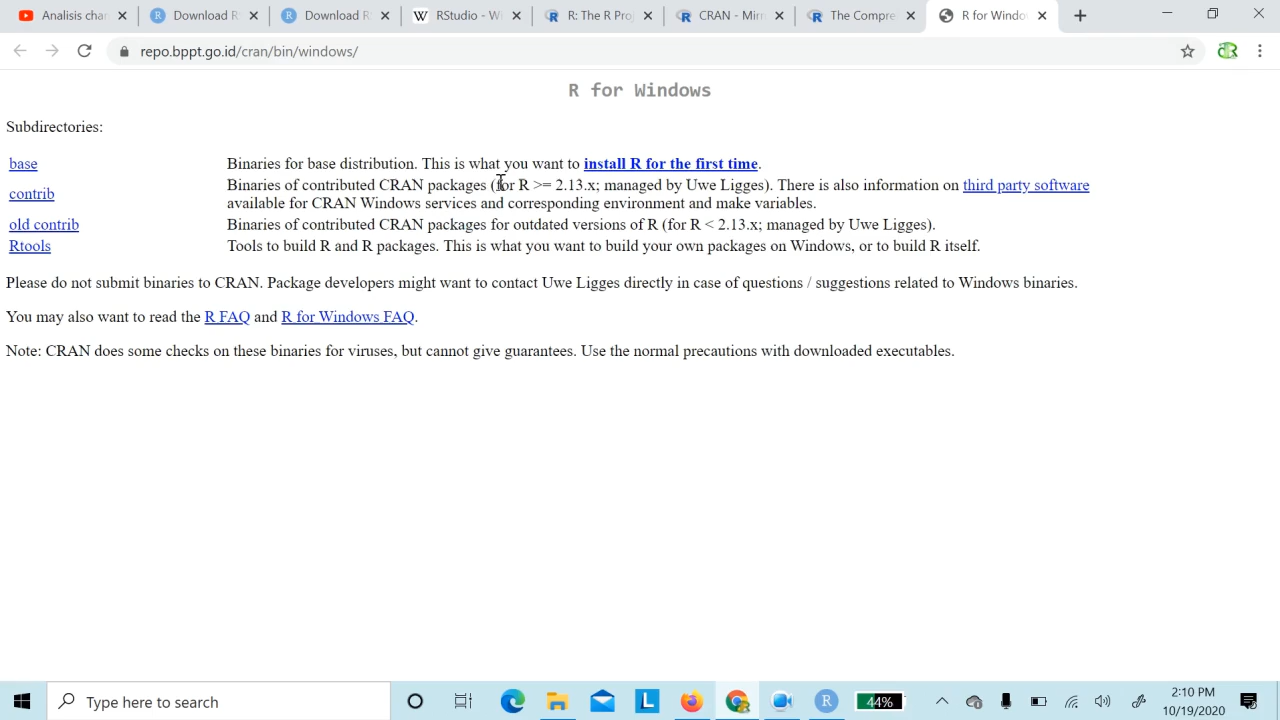 Analisis char
Download R
Download R
RStudio - Wi
R: The R Proj
CRAN - Mirr
The Compre
R for Windo
repo.bppt.go.id/cran/bin/windows/
R for Windows
Subdirectories:
base Binaries for base distribution. This is what you want to install R for the first time.
contrib Binaries of contributed CRAN packages (for R >= 2.13.x; managed by Uwe Ligges). There is also information on third party software
available for CRAN Windows services and corresponding environment and make variables.
old contrib Binaries of contributed CRAN packages for outdated versions of R (for R < 2.13.x; managed by Uwe Ligges).
Rtools Tools to build R and R packages. This is what you want to build your own packages on Windows, or to build R itself.
Please do not submit binaries to CRAN. Package developers might want to contact Uwe Ligges directly in case of questions / suggestions related to Windows binaries.
You may also want to read the R FAQ and R for Windows FAQ.
Note: CRAN does some checks on these binaries for viruses, but cannot give guarantees. Use the normal precautions with downloaded executables.
Type here to search
44%
2:10 PM
10/19/2020